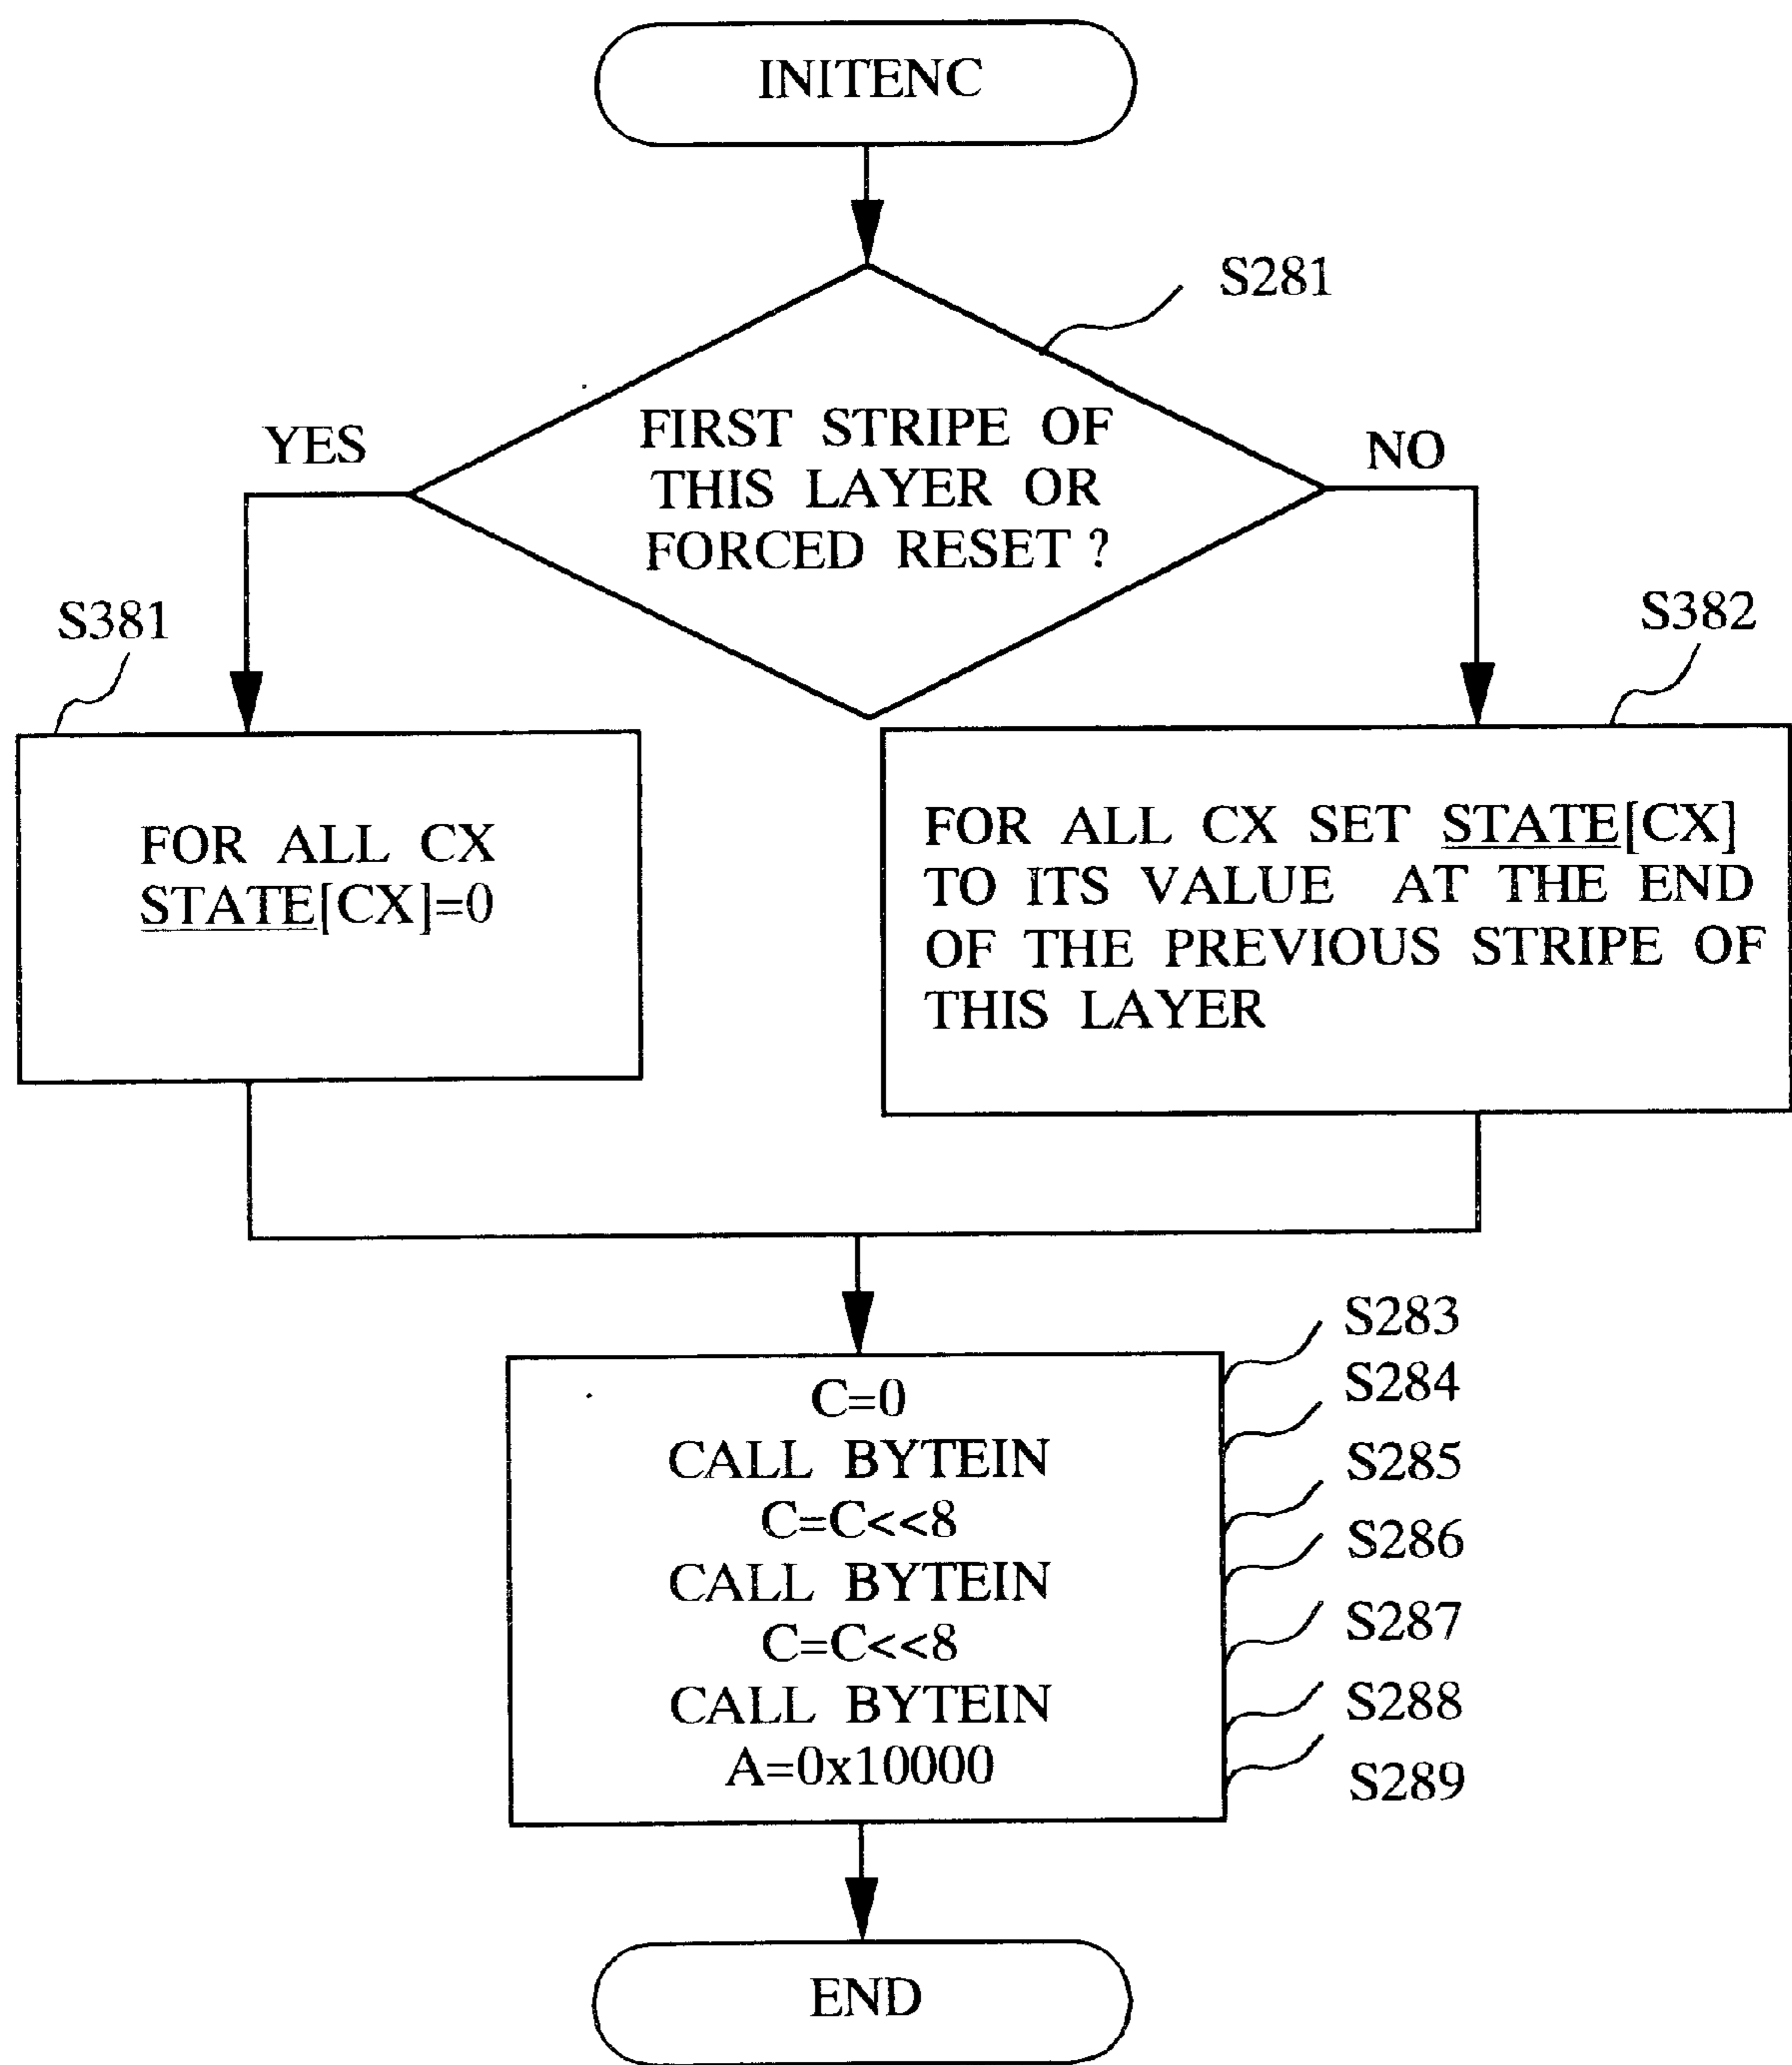 INITENC
S281
FIRST STRIPE OF
THIS LAYER OR
FORCED RESET ?
YES
NO
S381
S382
FOR ALL CX
STATE[CX]=0
FOR ALL CX SET STATE[CX]
TO ITS VALUE AT THE END
OF THE PREVIOUS STRIPE OF
THIS LAYER
C=0
CALL BYTEIN
C=C<<8
CALL BYTEIN
C=C<<8
CALL BYTEIN
A=0x10000
S283
S284
S285
S286
S287
S288
S289
END